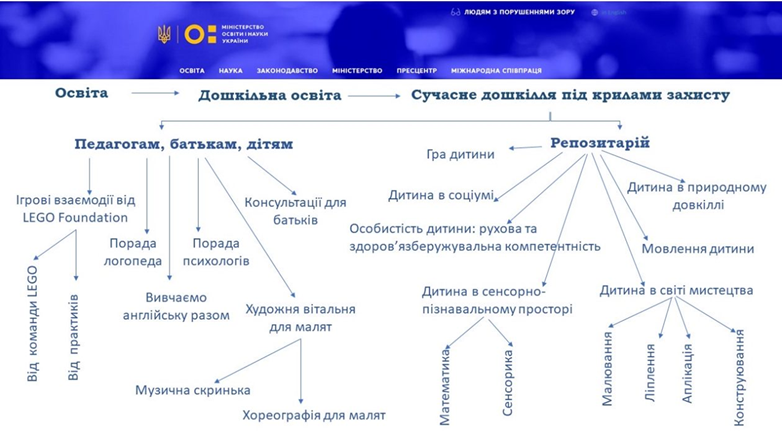 ЛЮДЯМ З ПОРУШЕННЯМИ ЗОРУ
МІНІСТЕРСТВО
ОСВІТИ І НАУКИ
УКРАЇНИ
ОСВІТА НАУКА ЗАКОНОДАВСТВО МІНІСТЕРСТВО ПРЕСЦЕНТР МІЖНАРОДНА СПІВПРАЦЯ
Освіта
Дошкільна освіта
Сучасне дошкілля під крилами захисту
Педагогам, батькам, дітям
Ігрові взаємодії від
LEGO Foundation
Від команди LEGO
Від практиків
Порада
логопеда
Вивчаємо
англійську разом
Порада
психологів
Консультації для
батьків
Художня вітальня
для малят
Музична скринька
Хореографія для малят
Репозитарій
Гра дитини
Дитина в соціумі
Особистість дитини: рухова та
здоров'язбережувальна компетентність
Дитина в сенсорно-
пізнавальному просторі
Математика
Сенсорика
Дитина в природному
довкіллі
Мовлення дитини
Дитина в світі мистецтва
Малювання
Ліплення
Аплікація
Конструювання